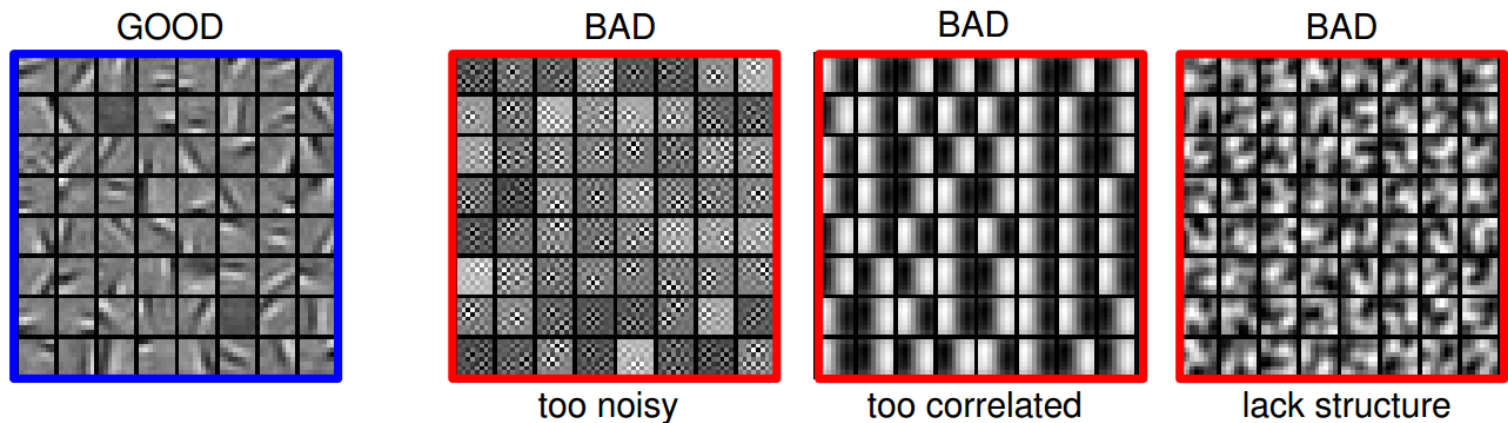 GOOD
BAD
BAD
BAD
too noisy
too correlated
lack structure